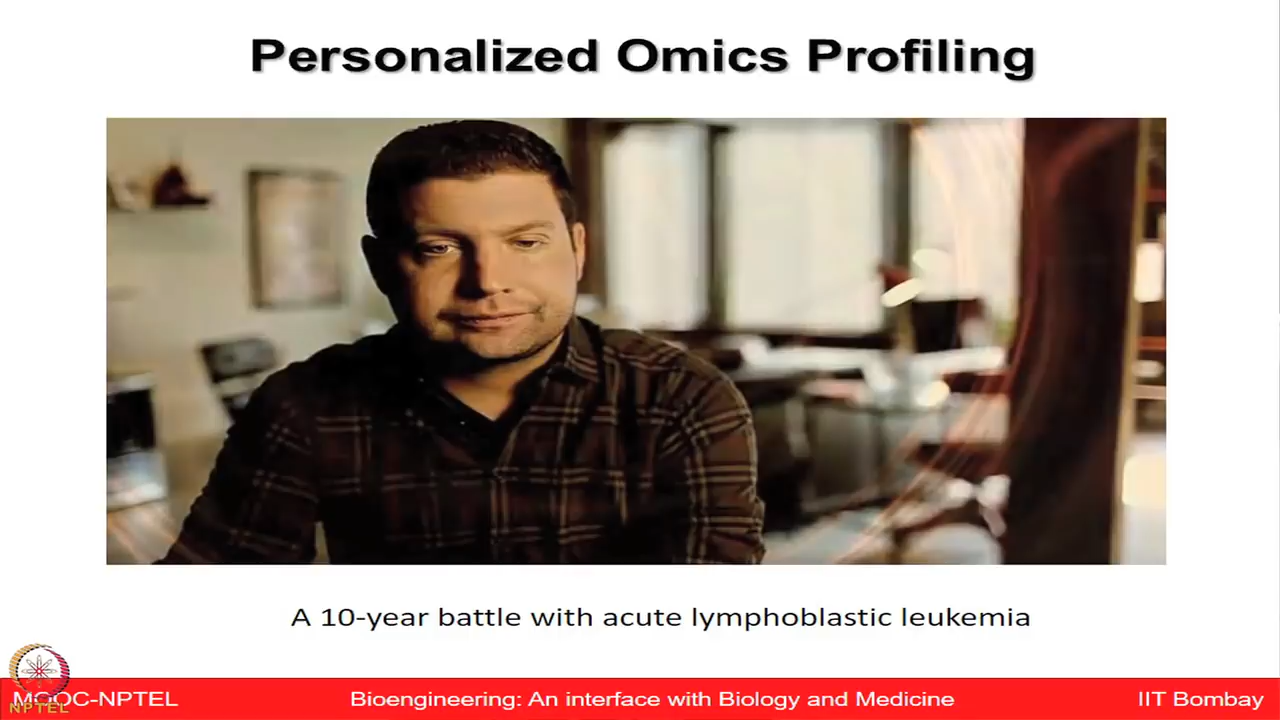 Personalized Omics Profiling
A 10-year battle with acute lymphoblastic leukemia
MOOC-NPTEL Bioengineering: An interface with Biology and Medicine IIT Bombay
NPTEL